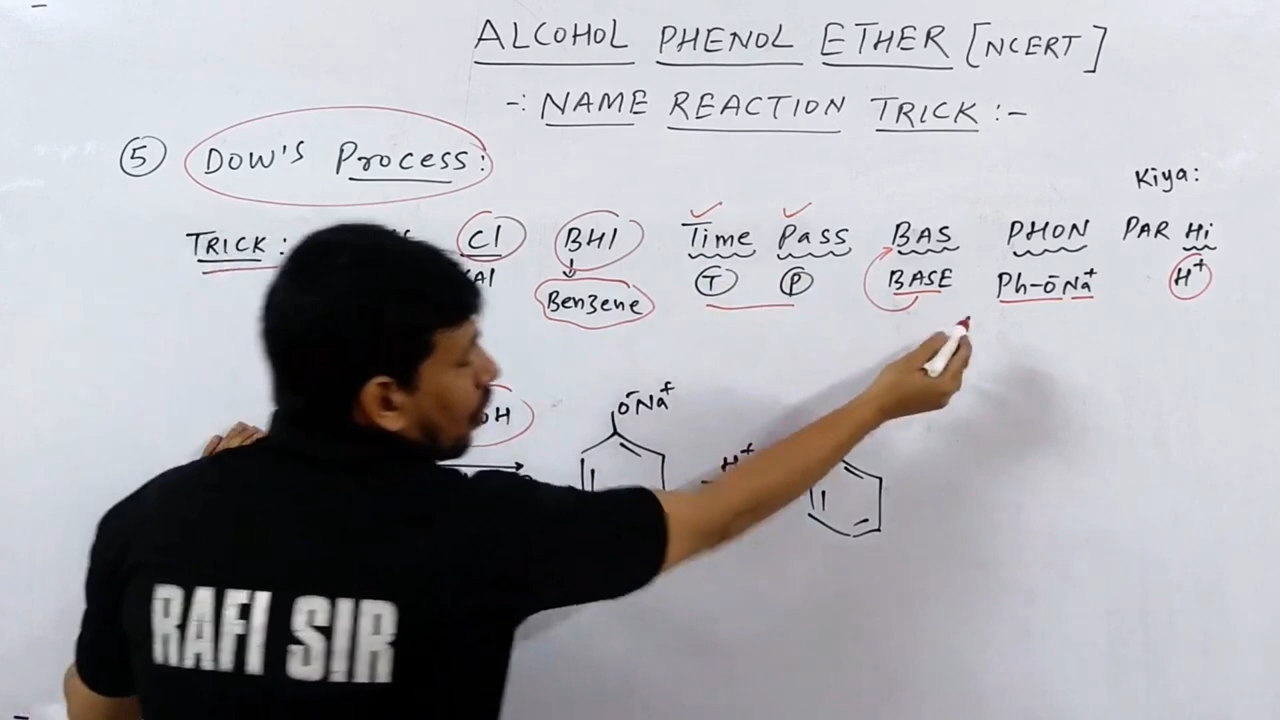 ALCOHOL PHENOL ETHER [NCERT]
-: NAME REACTION TRICK :-
⑤ DOW'S Process:
Kiya:
TRICK : Cl BHI Time Pass BAS PHON PAR Hi
Benzene T P BASE Ph-ŌNa⁺ H⁺
OH ŌNa⁺
H⁺
RAFI SIR